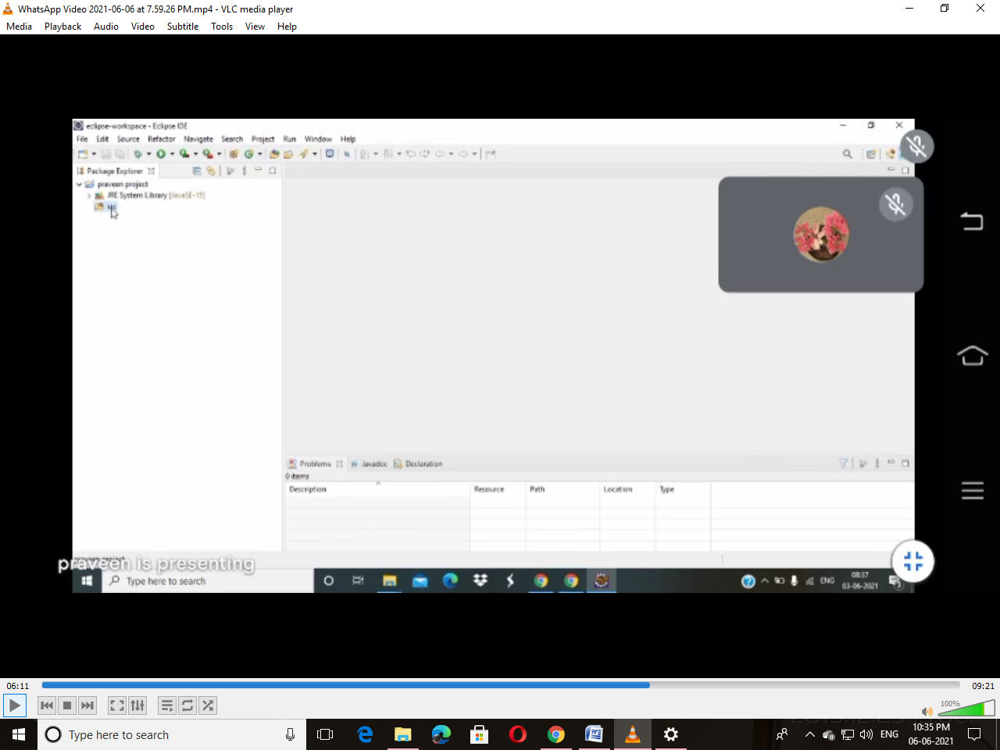 WhatsApp Video 2021-06-06 at 7.59.26 PM.mp4 - VLC media player
Media Playback Audio Video Subtitle Tools View Help
eclipse-workspace - Eclipse IDE
File Edit Source Refactor Navigate Search Project Run Window Help
Package Explorer
praveen project
JRE System Library [JavaSE-15]
Problems Javadoc Declaration
0 items
Description Resource Path Location Type
praveen is presenting
Type here to search
ENG
08:37
03-06-2021
06:11
09:21
100%
Type here to search
ENG
10:35 PM
06-06-2021